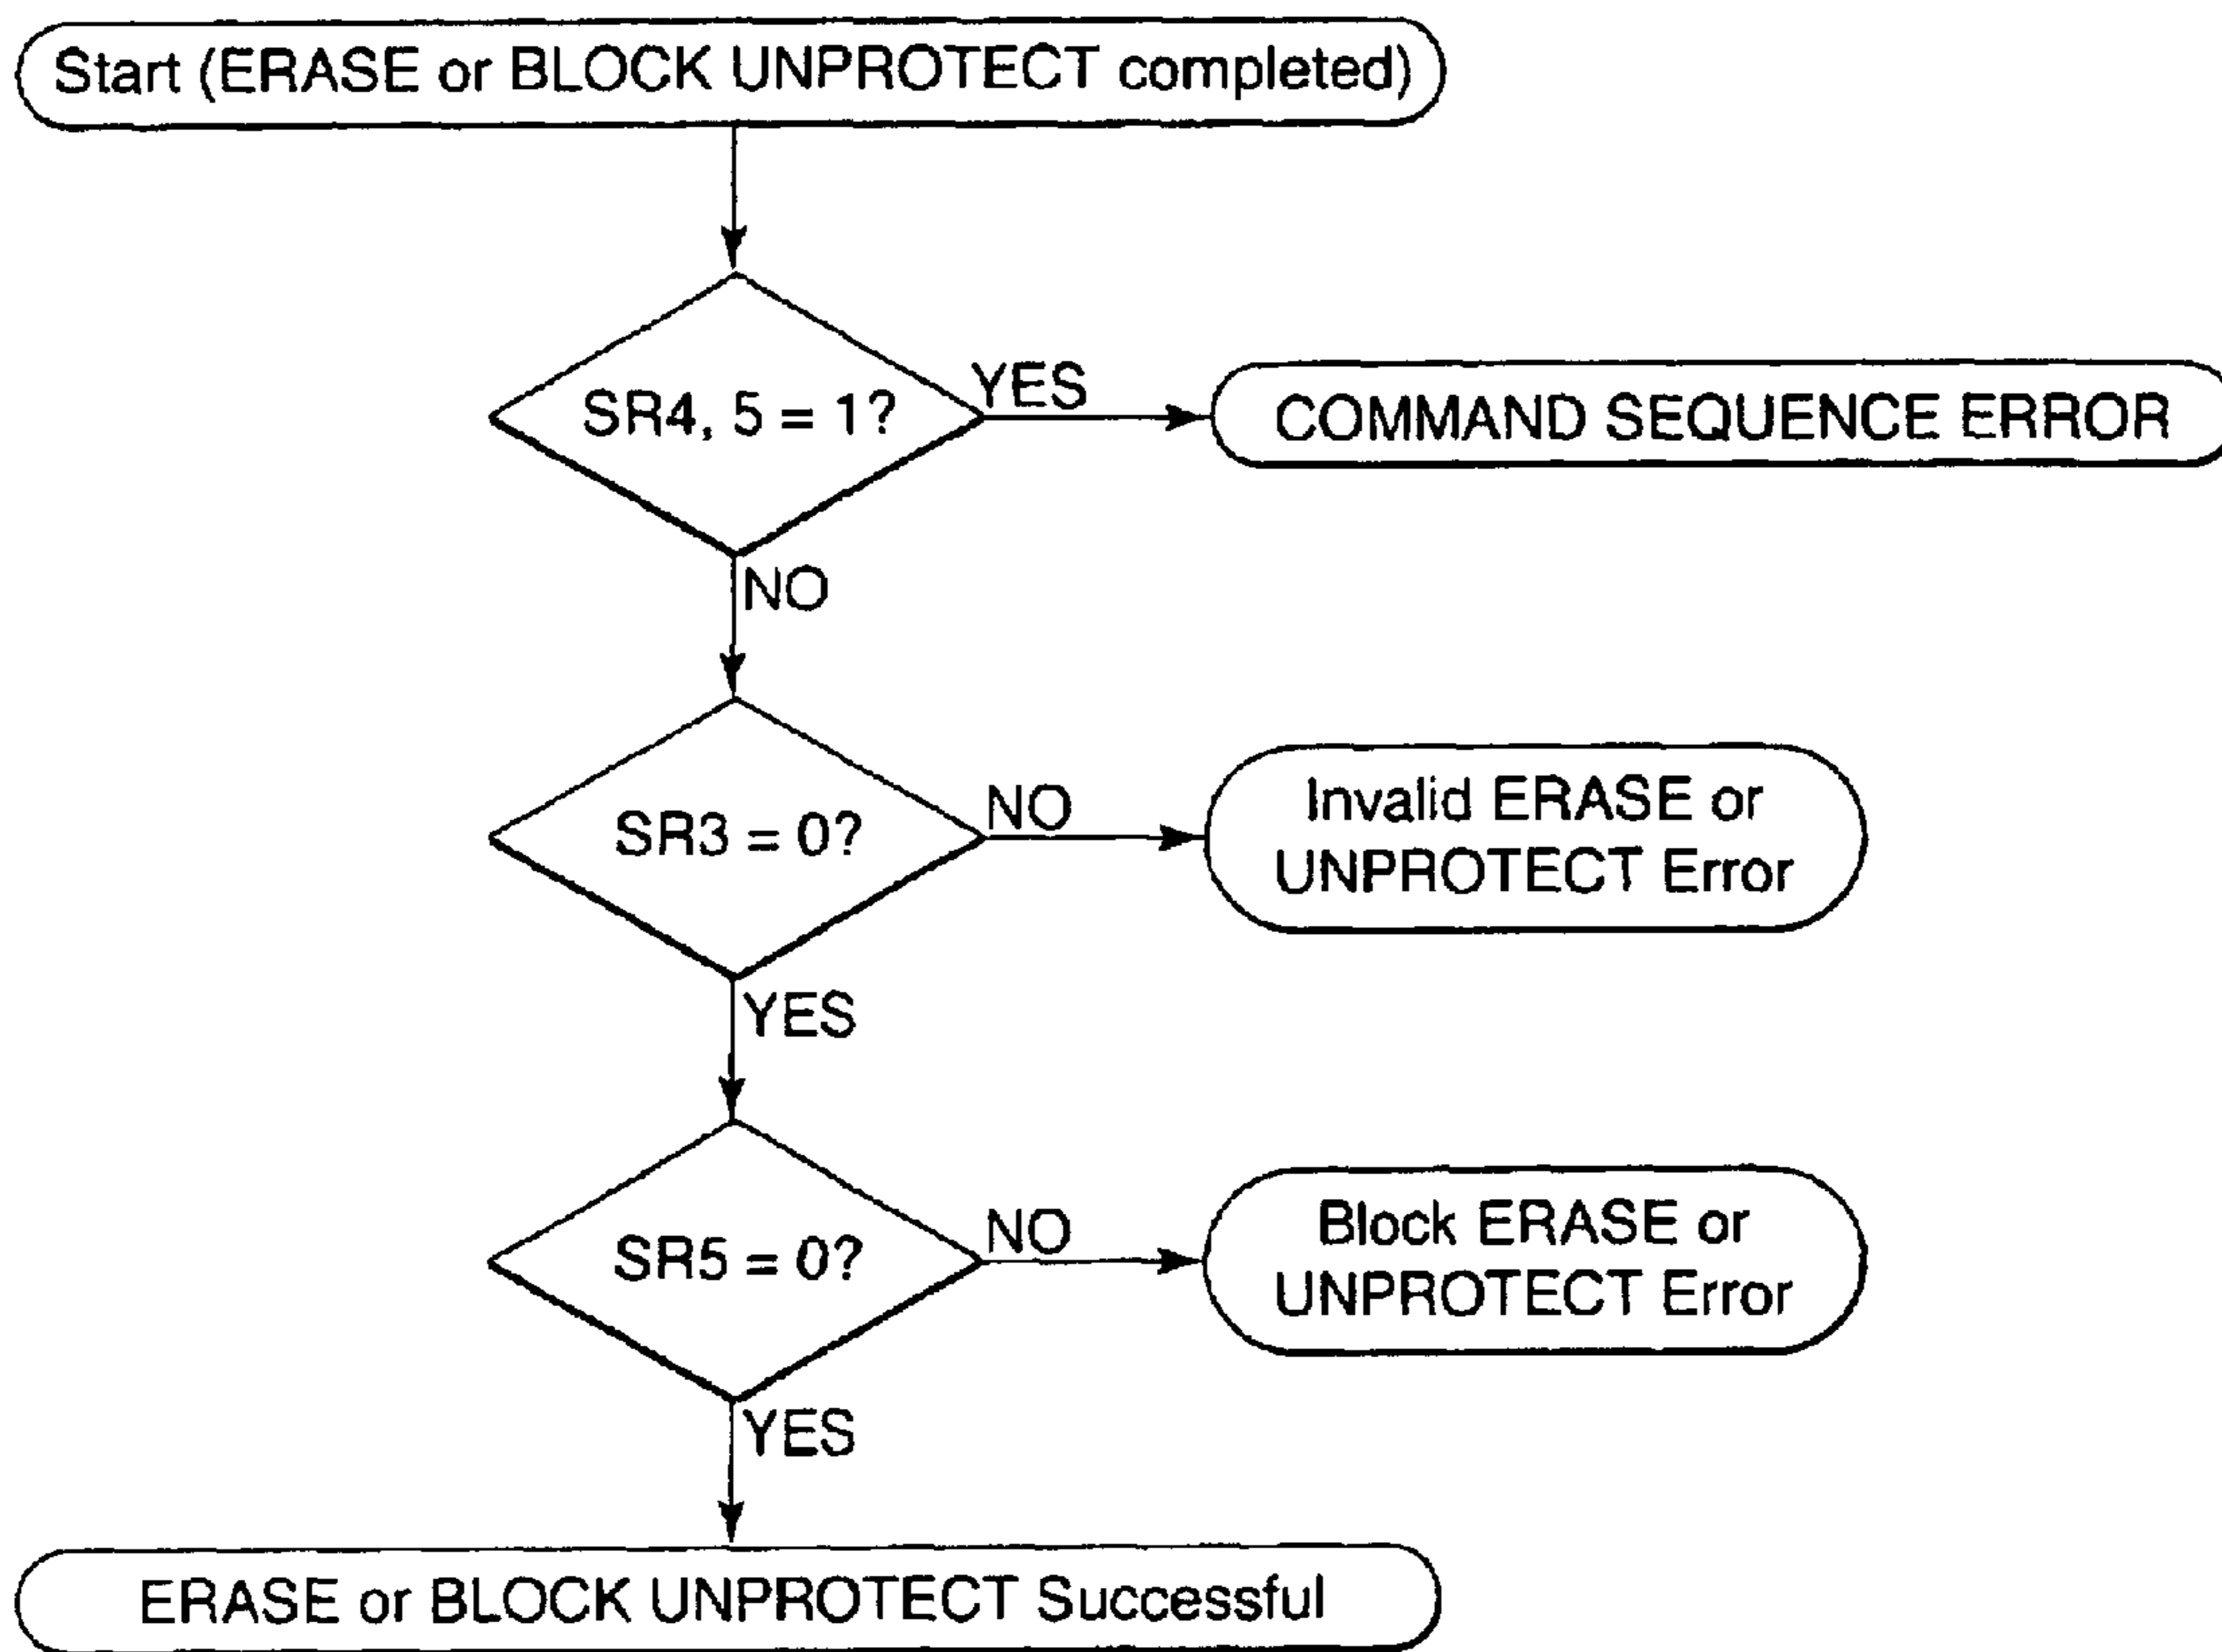 Start (ERASE or BLOCK UNPROTECT completed)
SR4, 5 = 1?
YES
COMMAND SEQUENCE ERROR
NO
SR3 = 0?
NO
Invalid ERASE or
UNPROTECT Error
YES
SR5 = 0?
NO
Block ERASE or
UNPROTECT Error
YES
ERASE or BLOCK UNPROTECT Successful